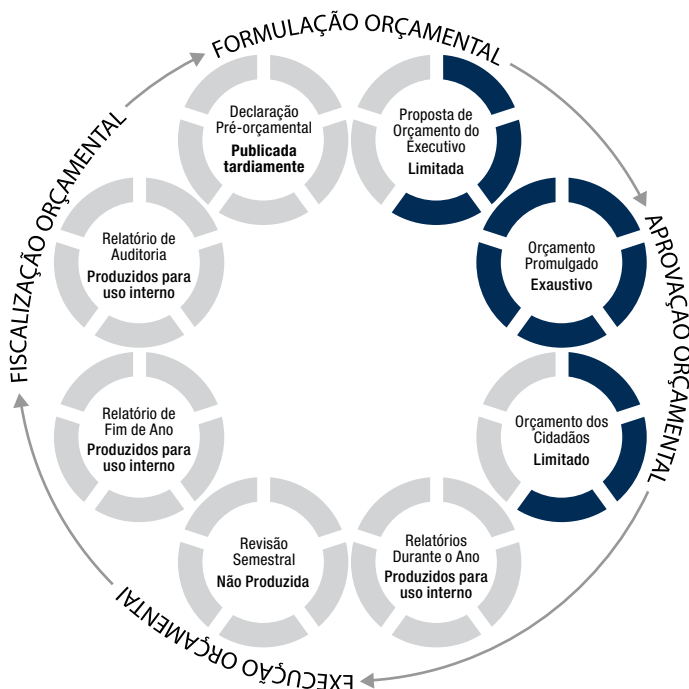 FORMULAÇÃO ORÇAMENTAL
Declaração
Pré-orçamental
Publicada
tardiamente
Proposta de
Orçamento do
Executivo
Limitada
APROVAÇAO ORÇAMENTAL
Orçamento
Promulgado
Exaustivo
Orçamento dos
Cidadãos
Limitado
Relatórios
Durante o Ano
Produzidos para
uso interno
EXECUÇÃO ORÇAMENTAl
Revisão
Semestral
Não Produzida
Relatório de
Fim de Ano
Produzidos para
uso interno
FISCALIZAÇÃO ORÇAMENTAL
Relatório de
Auditoria
Produzidos para
uso interno